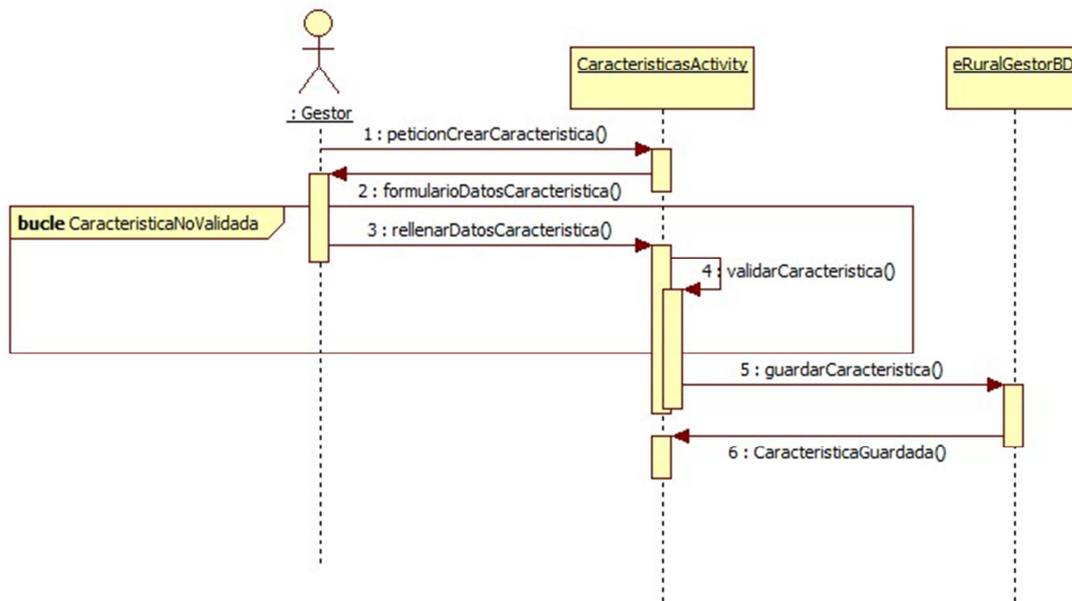 CaracteristicasActivity
eRuralGestorBD
: Gestor
1 : peticionCrearCaracteristica()
2 : formularioDatosCaracteristica()
bucle CaracteristicaNoValidada
3 : rellenarDatosCaracteristica()
4 : validarCaracteristica()
5 : guardarCaracteristica()
6 : CaracteristicaGuardada()